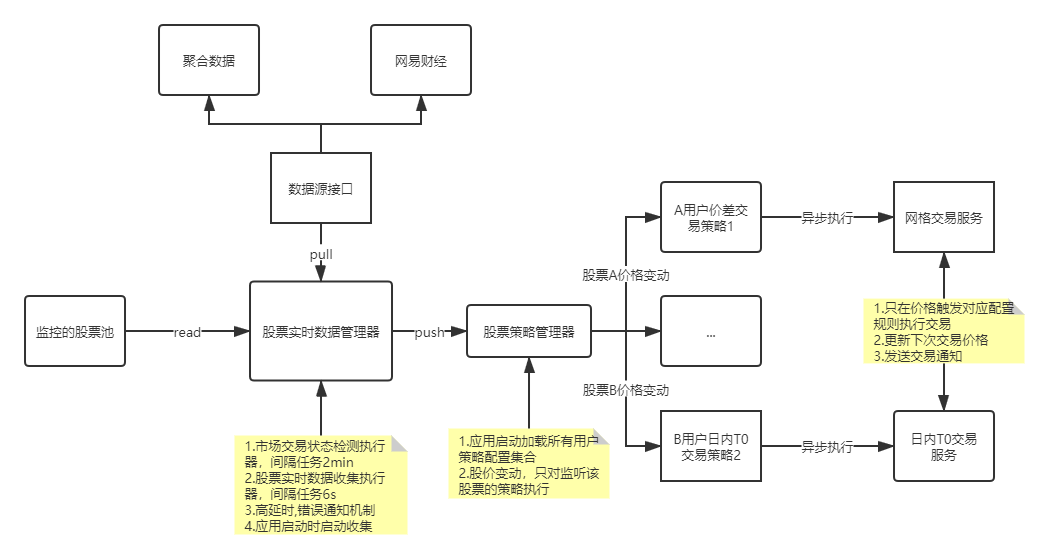 聚合数据
网易财经
数据源接口
pull
监控的股票池
read
股票实时数据管理器
push
股票策略管理器
股票A价格变动
股票B价格变动
A用户价差交
易策略1
异步执行
网格交易服务
...
B用户日内T0
交易策略2
异步执行
日内T0交易
服务
1.只在价格触发对应配置
规则执行交易
2.更新下次交易价格
3.发送交易通知
1.市场交易状态检测执行
器，间隔任务2min
2.股票实时数据收集执行
器，间隔任务6s
3.高延时,错误通知机制
4.应用启动时启动收集
1.应用启动加载所有用户
策略配置集合
2.股价变动，只对监听该
股票的策略执行